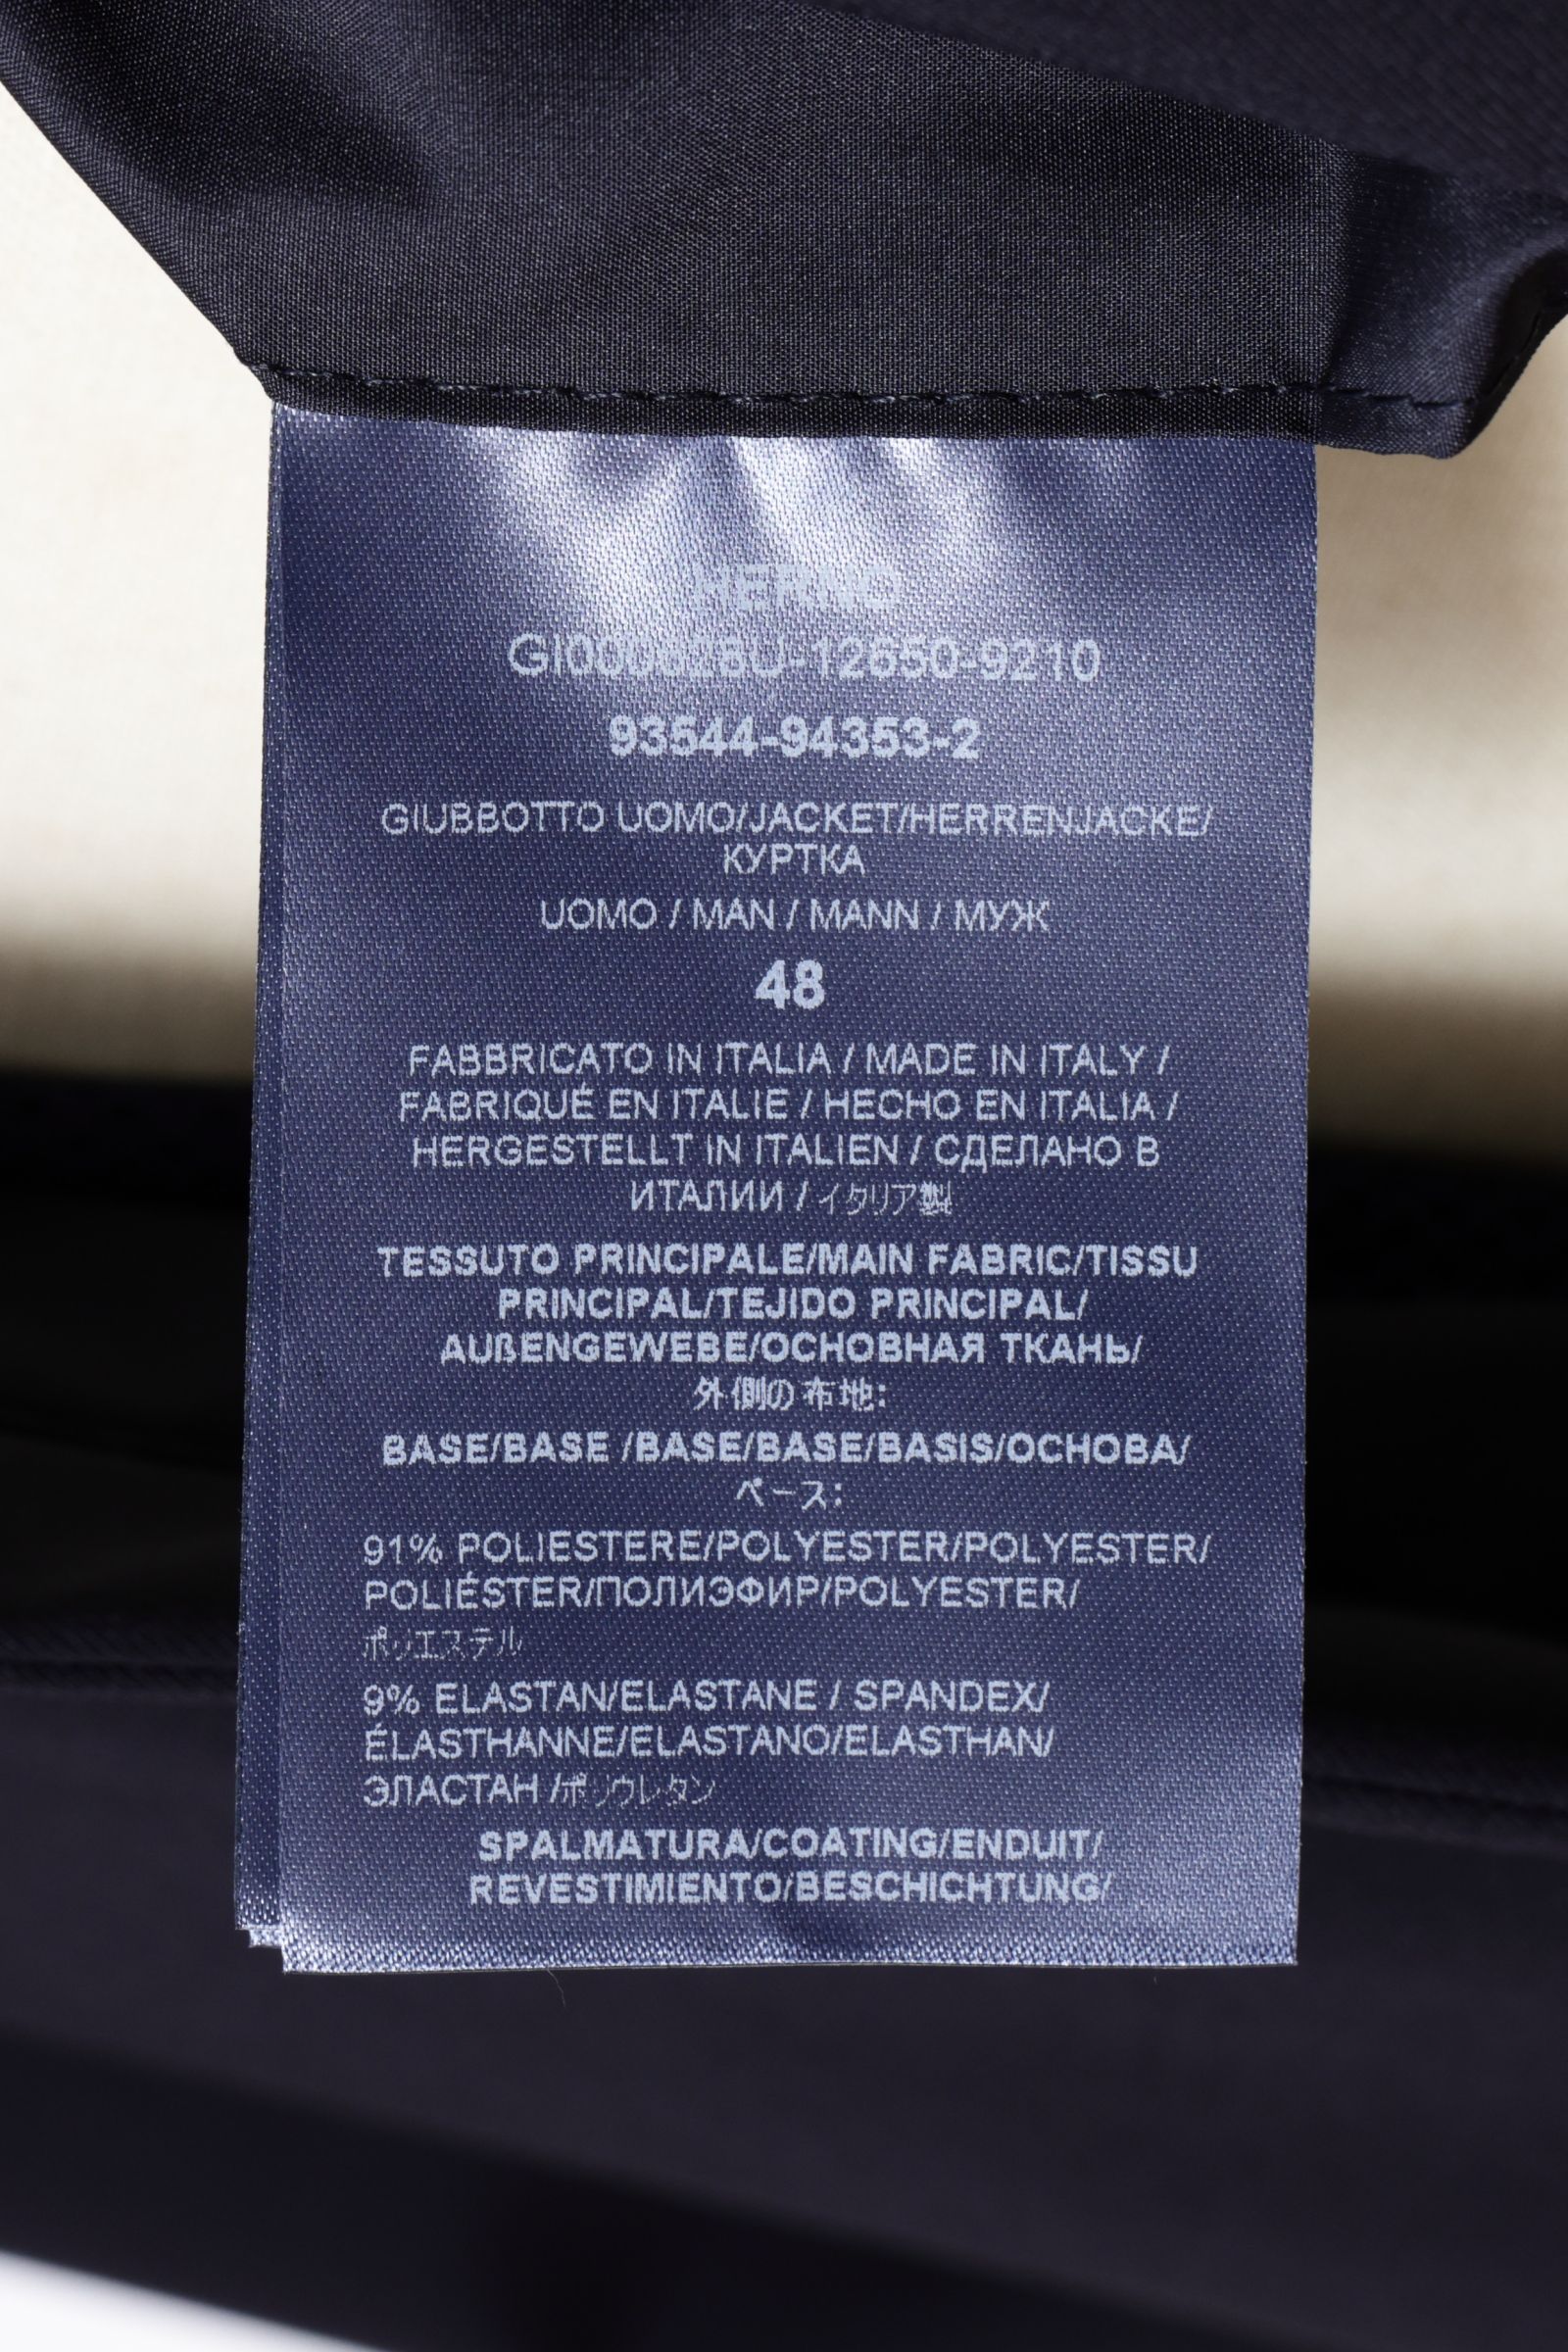 HERNO
GI000828U-12650-9210
93544-94353-2
GIUBBOTTO UOMO/JACKET/HERRENJACKE/
КУРТКА
UOMO / MAN / MANN / МУЖ
48
FABBRICATO IN ITALIA / MADE IN ITALY /
FABRIQUÉ EN ITALIE / HECHO EN ITALIA /
HERGESTELLT IN ITALIEN / СДЕЛАНО В
ИТАЛИИ / イタリア製
TESSUTO PRINCIPALE/MAIN FABRIC/TISSU
PRINCIPAL/TEJIDO PRINCIPAL/
AUßENGEWEBE/ОСНОВНАЯ ТКАНЬ/
外側の布地:
BASE/BASE /BASE/BASE/BASIS/ОСНОВА/
ベース:
91% POLIESTERE/POLYESTER/POLYESTER/
POLIÉSTER/ПОЛИЭФИР/POLYESTER/
ポリエステル
9% ELASTAN/ELASTANE / SPANDEX/
ÉLASTHANNE/ELASTANO/ELASTHAN/
ЭЛАСТАН /ポリウレタン
SPALMATURA/COATING/ENDUIT/
REVESTIMIENTO/BESCHICHTUNG/